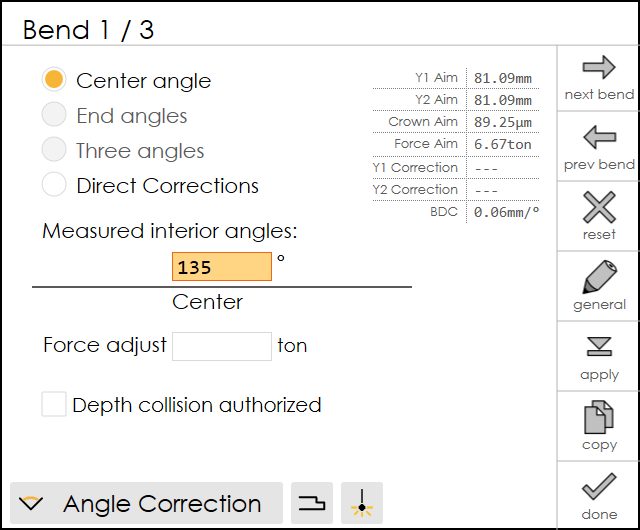 Bend 1 / 3
Center angle
End angles
Three angles
Direct Corrections
Y1 Aim 81.09mm
Y2 Aim 81.09mm
Crown Aim 89.25µm
Force Aim 6.67ton
Y1 Correction ---
Y2 Correction ---
BDC 0.06mm/°
Measured interior angles:
135 °
Center
Force adjust ton
Depth collision authorized
Angle Correction
next bend
prev bend
reset
general
apply
copy
done